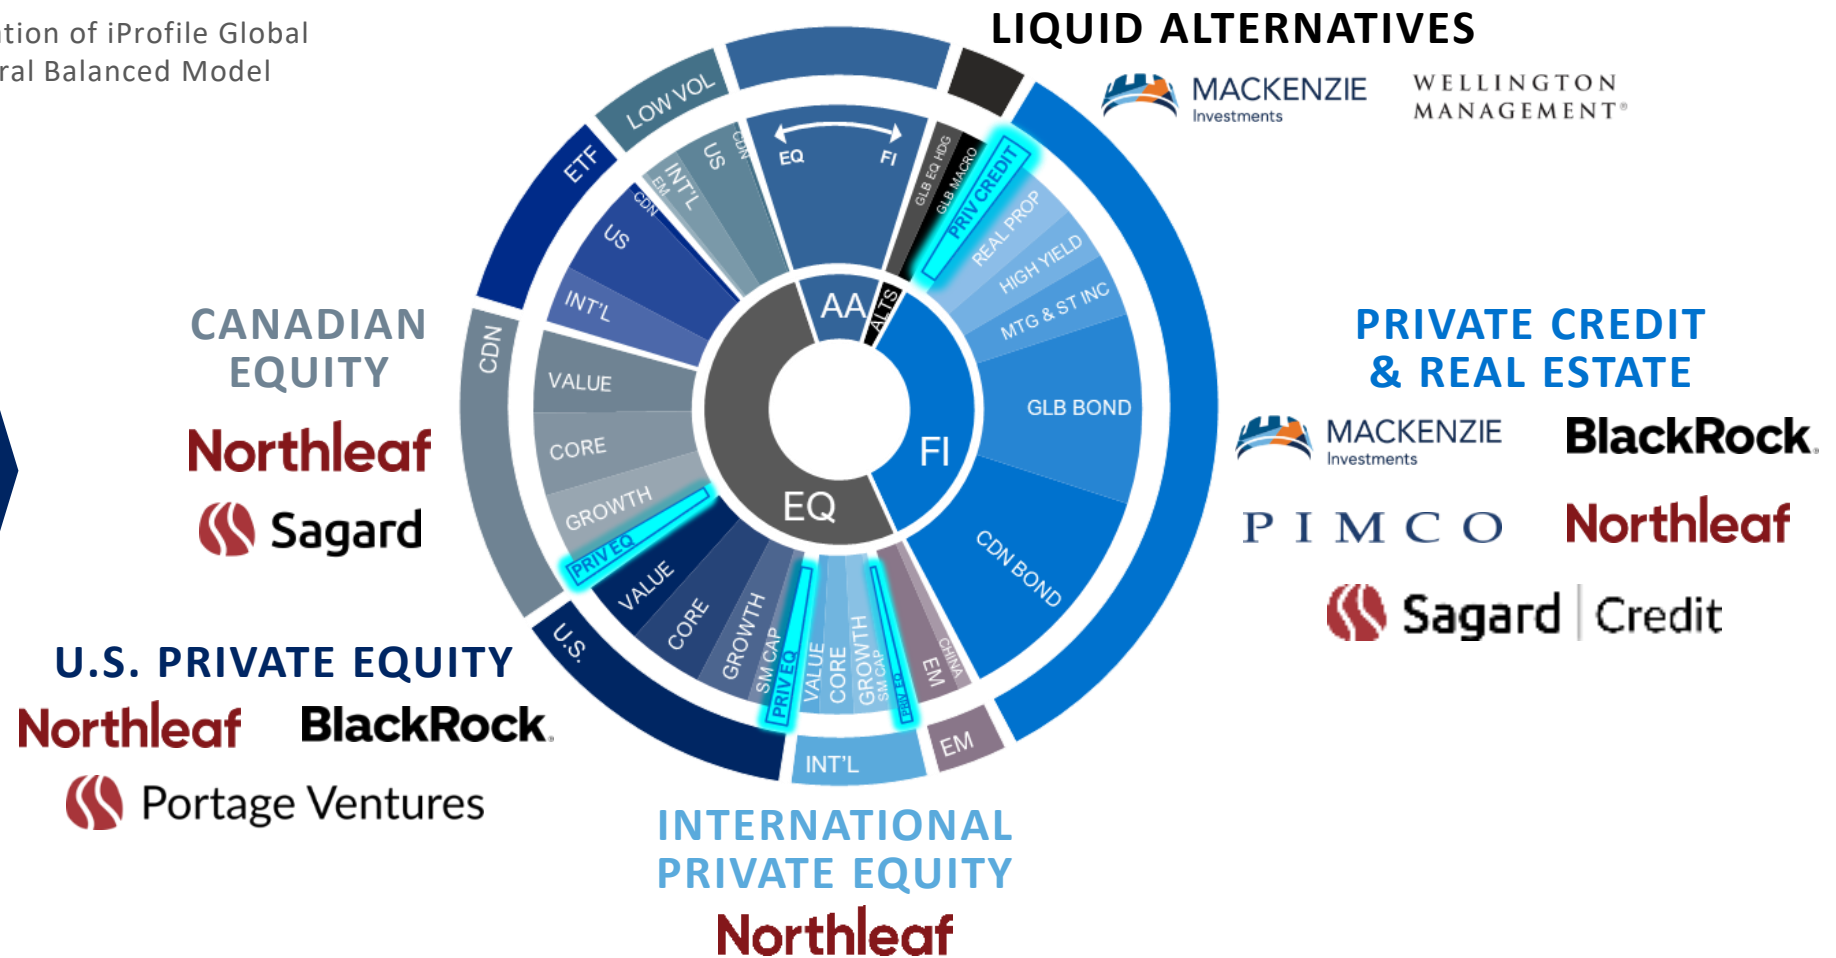 ation of iProfile Global
ral Balanced Model
LIQUID ALTERNATIVES
MACKENZIE
Investments
WELLINGTON
MANAGEMENT®
CANADIAN
EQUITY
Northleaf
Sagard
U.S. PRIVATE EQUITY
Northleaf
BlackRock.
Portage Ventures
INTERNATIONAL
PRIVATE EQUITY
Northleaf
PRIVATE CREDIT
& REAL ESTATE
MACKENZIE
Investments
BlackRock.
PIMCO
Northleaf
Sagard | Credit
LOW VOL
ETF
CDN
U.S.
INT'L
EM
EM
INT'L
US
CDN
EQ
FI
GLB EQ HDG
GLB MACRO
PRIV CREDIT
REAL PROP
HIGH YIELD
MTG & ST INC
GLB BOND
CDN BOND
CHINA
EM
PRIV EQ
SM CAP
GROWTH
CORE
VALUE
PRIV EQ
SM CAP
GROWTH
CORE
VALUE
PRIV EQ
GROWTH
CORE
VALUE
INT'L
US
CDN
AA
ALTS
FI
EQ